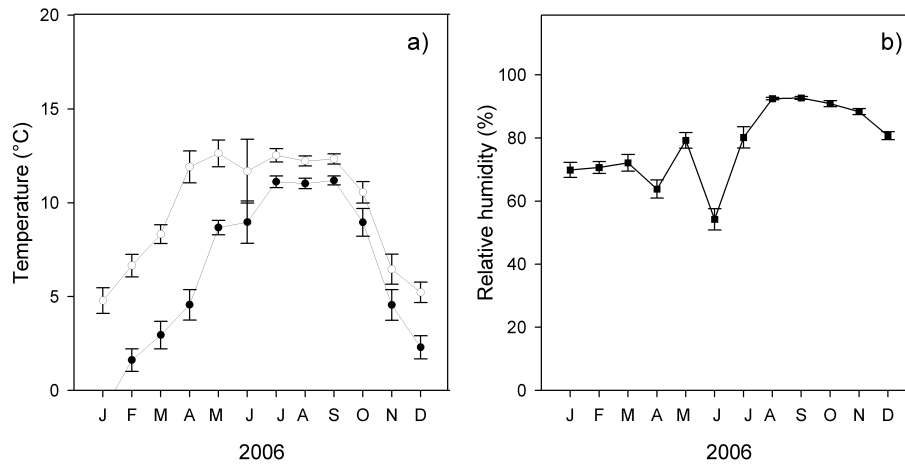 a)
20
15
10
5
0
Temperature (°C)
J F M A M J J A S O N D
2006
b)
100
80
60
40
20
0
Relative humidity (%)
J F M A M J J A S O N D
2006